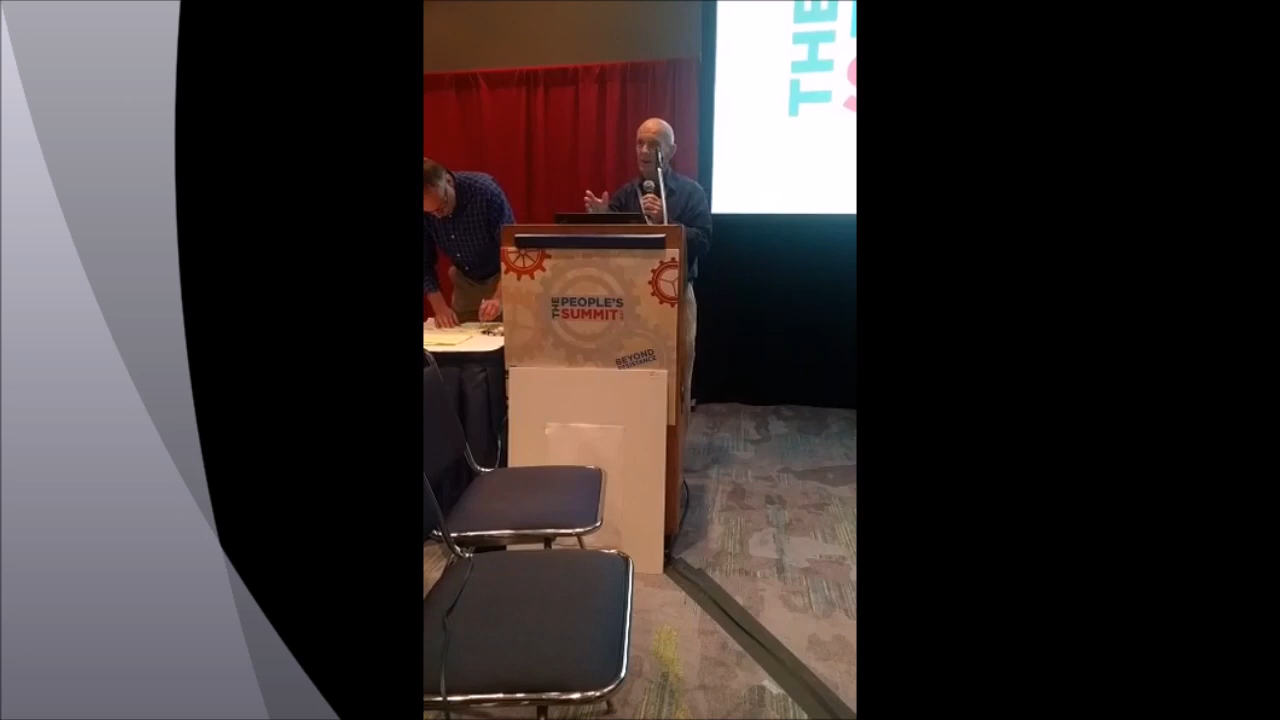 THE
THE
PEOPLE'S
SUMMIT
BEYOND
RESISTANCE